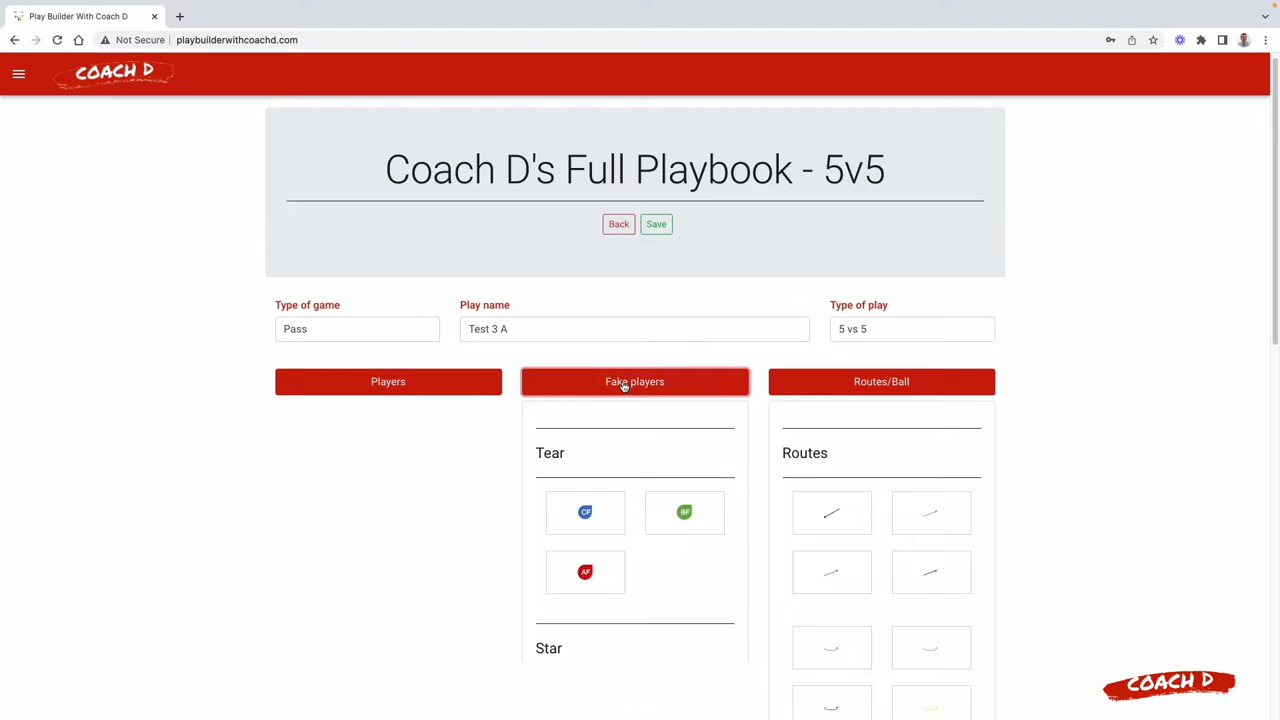 Play Builder With Coach D
Not Secure
playbuilderwithcoachd.com
COACH D
Coach D's Full Playbook - 5v5
Back
Save
Type of game
Play name
Type of play
Pass
Test 3 A
5 vs 5
Players
Fake players
Routes/Ball
Tear
Routes
CF
BF
AF
Star
COACH D